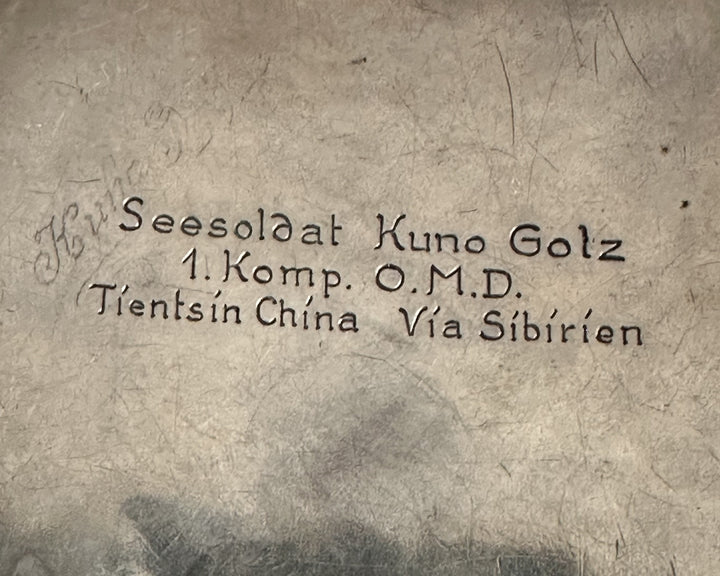 Seesoldat Kuno Golz
1. Komp. O.M.D.
Tientsin China Via Sibirien